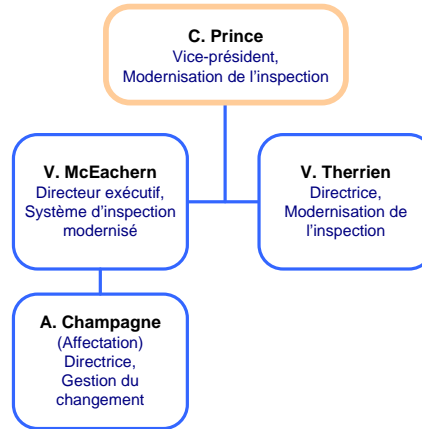 C. Prince
Vice-président,
Modernisation de l'inspection
V. McEachern
Directeur exécutif,
Système d'inspection
modernisé
V. Therrien
Directrice,
Modernisation de
l'inspection
A. Champagne
(Affectation)
Directrice,
Gestion du
changement